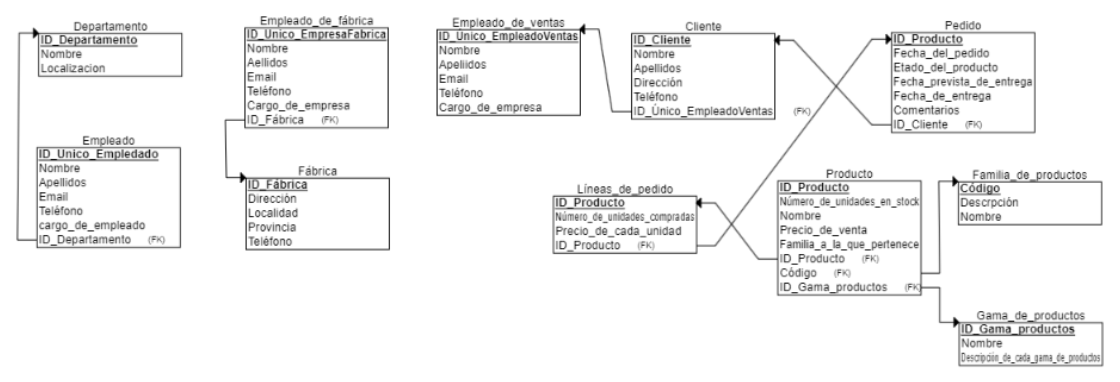 Departamento
ID_Departamento
Nombre
Localizacion
Empleado_de_fábrica
ID_Unico_EmpresaFabrica
Nombre
Aellidos
Email
Teléfono
Cargo_de_empresa
ID_Fábrica (FK)
Empleado_de_ventas
ID_Unico_EmpleadoVentas
Nombre
Apellidos
Email
Teléfono
Cargo_de_empresa
Cliente
ID_Cliente
Nombre
Apellidos
Dirección
Teléfono
ID_Único_EmpleadoVentas (FK)
Pedido
ID_Producto
Fecha_del_pedido
Etado_del_producto
Fecha_prevista_de_entrega
Fecha_de_entrega
Comentarios
ID_Cliente (FK)
Empleado
ID_Unico_Empledado
Nombre
Apellidos
Email
Teléfono
cargo_de_empleado
ID_Departamento (FK)
Fábrica
ID_Fábrica
Dirección
Localidad
Provincia
Teléfono
Líneas_de_pedido
ID_Producto
Número_de_unidades_compradas
Precio_de_cada_unidad
ID_Producto (FK)
Producto
ID_Producto
Número_de_unidades_en_stock
Nombre
Precio_de_venta
Familia_a_la_que_pertenece
ID_Producto (FK)
Código (FK)
ID_Gama_productos (FK)
Familia_de_productos
Código
Descrpción
Nombre
Gama_de_productos
ID_Gama_productos
Nombre
Descripción_de_cada_gama_de_productos